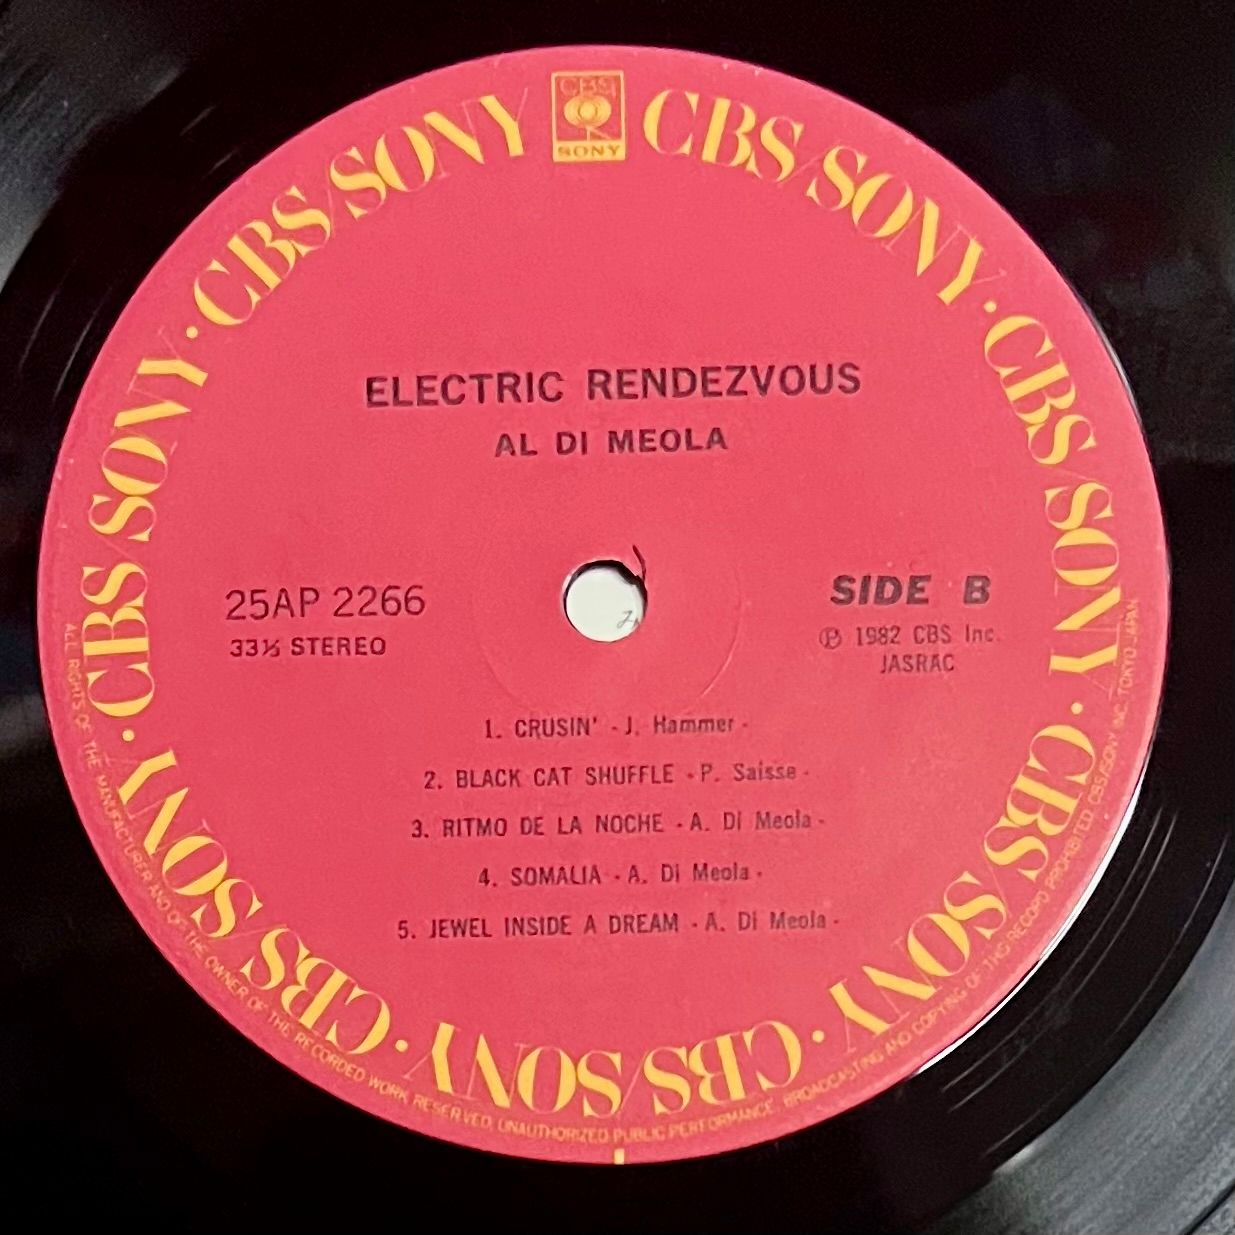 CBS
SONY
CBS/SONY · CBS/SONY · CBS/SONY · CBS/SONY · CBS/SONY · CBS/SONY · CBS/SONY
ELECTRIC RENDEZVOUS
AL DI MEOLA
25AP 2266
33⅓ STEREO
SIDE B
℗ 1982 CBS Inc.
JASRAC
1. CRUSIN' - J. Hammer -
2. BLACK CAT SHUFFLE - P. Saisse -
3. RITMO DE LA NOCHE - A. Di Meola -
4. SOMALIA - A. Di Meola -
5. JEWEL INSIDE A DREAM - A. Di Meola -
ALL RIGHTS OF THE MANUFACTURER AND OF THE OWNER OF THE RECORDED WORK RESERVED. UNAUTHORIZED PUBLIC PERFORMANCE, BROADCASTING AND COPYING OF THIS RECORD PROHIBITED. CBS/SONY INC. TOKYO JAPAN